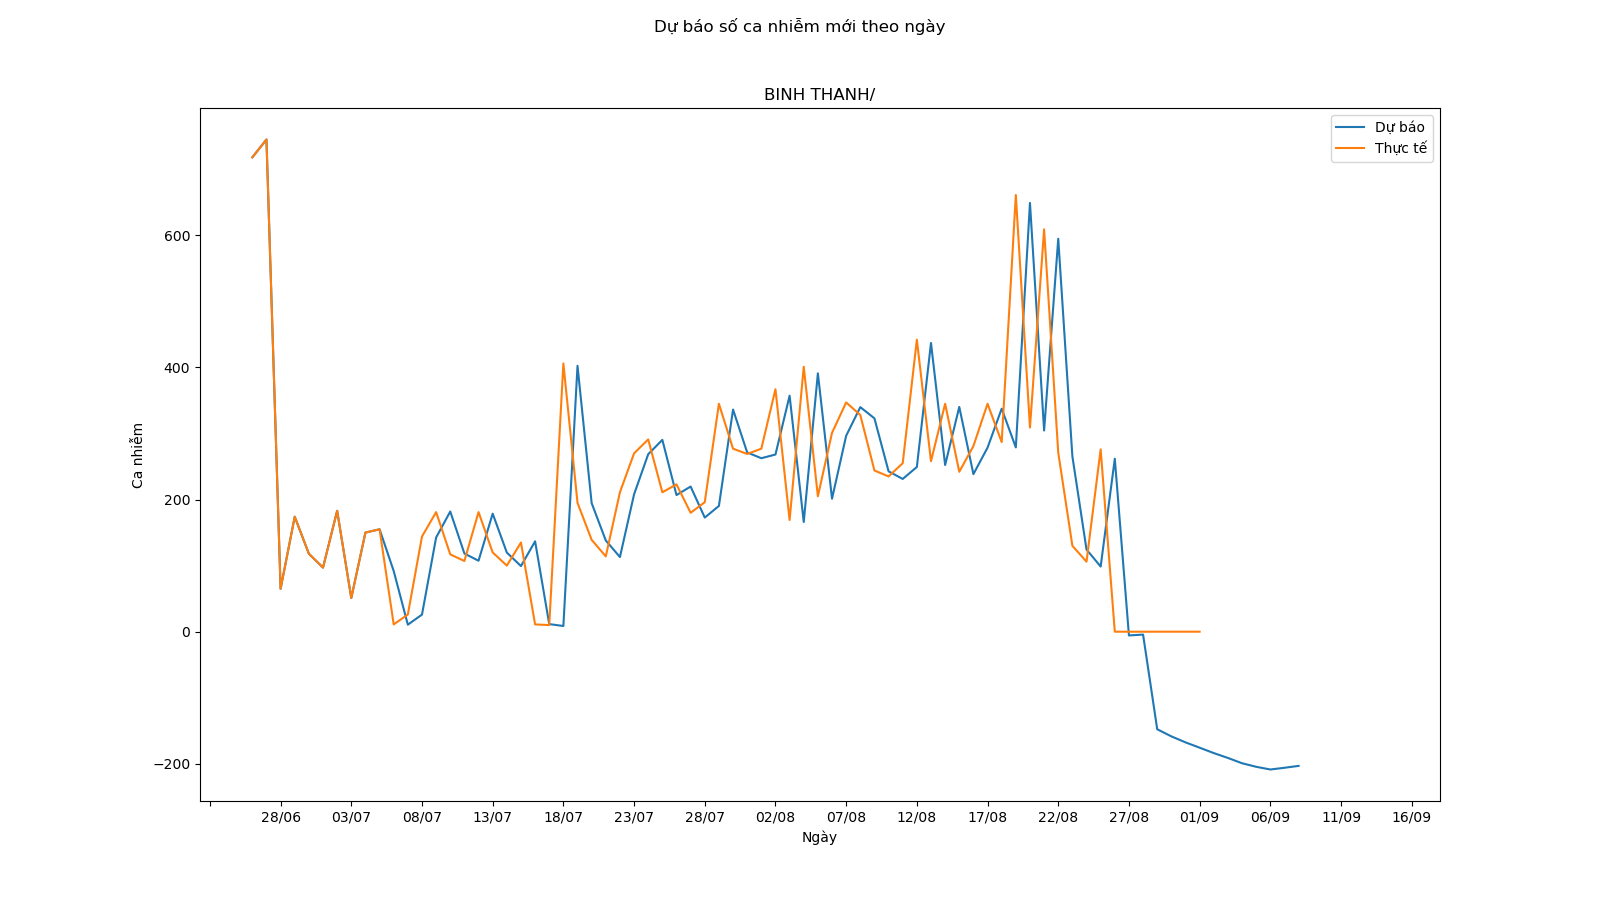 Dự báo số ca nhiễm mới theo ngày
BINH THANH/
Dự báo
Thực tế
600
400
200
0
−200
Ca nhiễm
28/06 03/07 08/07 13/07 18/07 23/07 28/07 02/08 07/08 12/08 17/08 22/08 27/08 01/09 06/09 11/09 16/09
Ngày